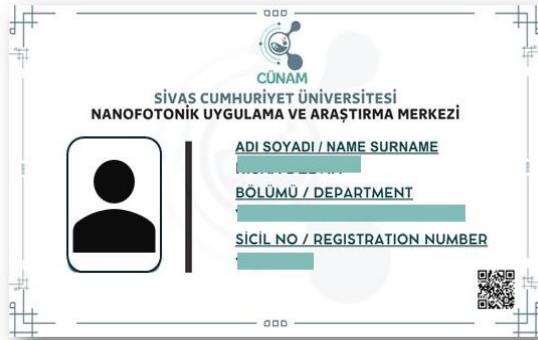 CÜNAM
SİVAS CUMHURİYET ÜNİVERSİTESİ
NANOFOTONİK UYGULAMA VE ARAŞTIRMA MERKEZİ
ADI SOYADI / NAME SURNAME
BÖLÜMÜ / DEPARTMENT
SİCİL NO / REGISTRATION NUMBER